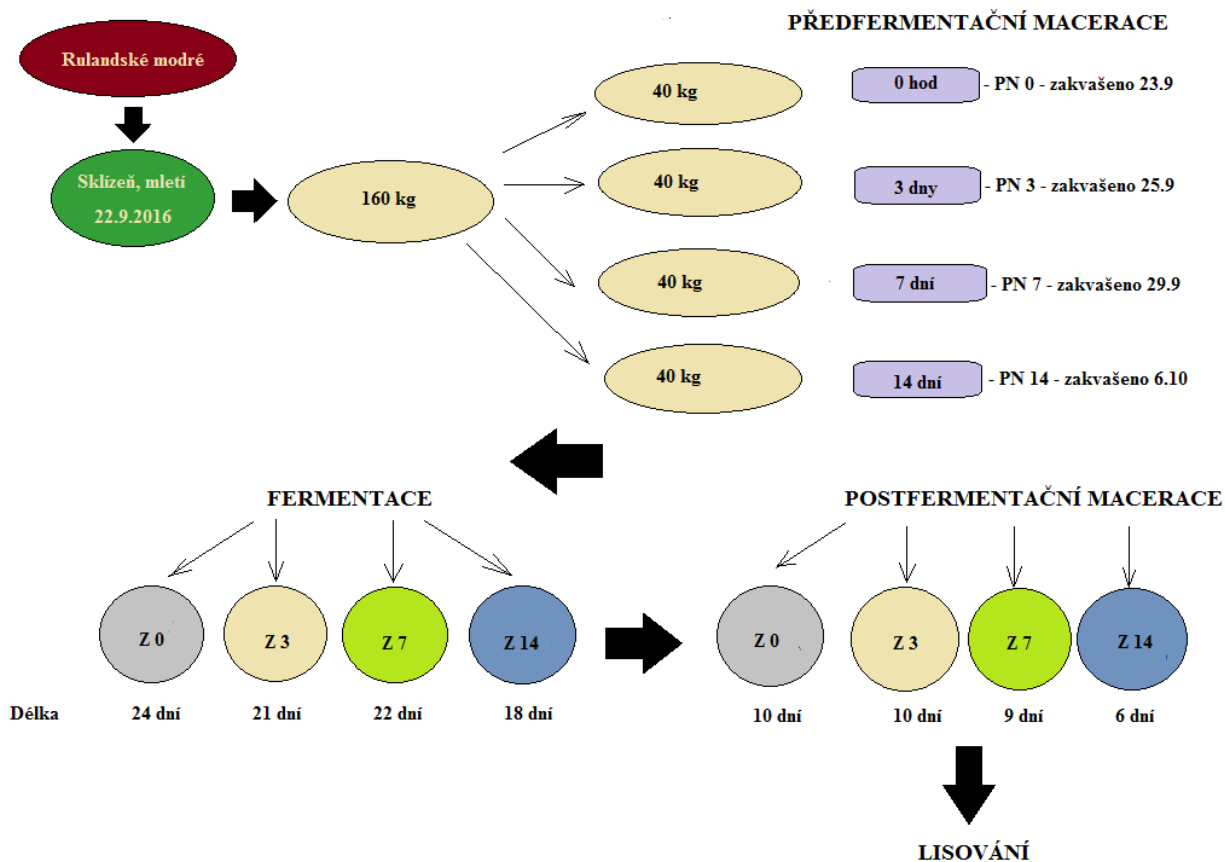 PŘEDFERMENTAČNÍ MACERACE
Rulandské modré
40 kg
0 hod
- PN 0 - zakvašeno 23.9
Sklízeň, mletí
22.9.2016
160 kg
40 kg
3 dny
- PN 3 - zakvašeno 25.9
40 kg
7 dní
- PN 7 - zakvašeno 29.9
40 kg
14 dní
- PN 14 - zakvašeno 6.10
FERMENTACE
Z 0
Z 3
Z 7
Z 14
Délka
24 dní
21 dní
22 dní
18 dní
POSTFERMENTAČNÍ MACERACE
Z 0
Z 3
Z 7
Z 14
10 dní
10 dní
9 dní
6 dní
LISOVÁNÍ